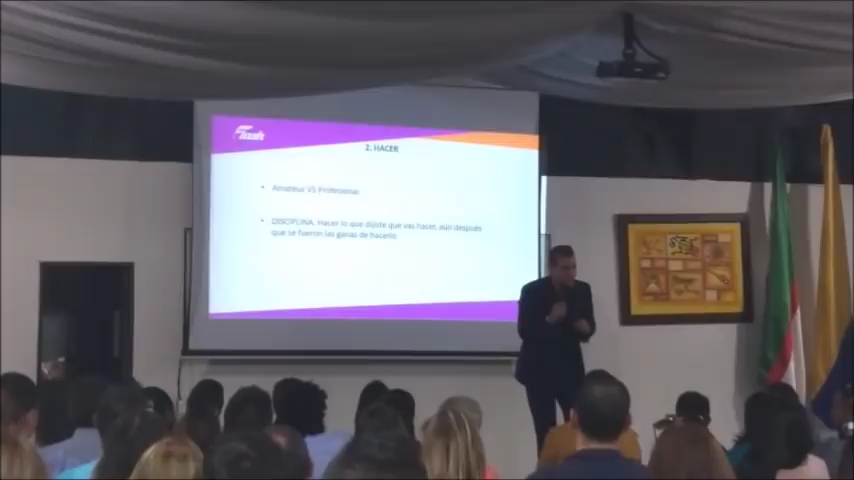 2. HACER
• Amateur VS Profesional
• DISCIPLINA. Hacer lo que dijiste que vas hacer, aún después
que se fueron las ganas de hacerlo